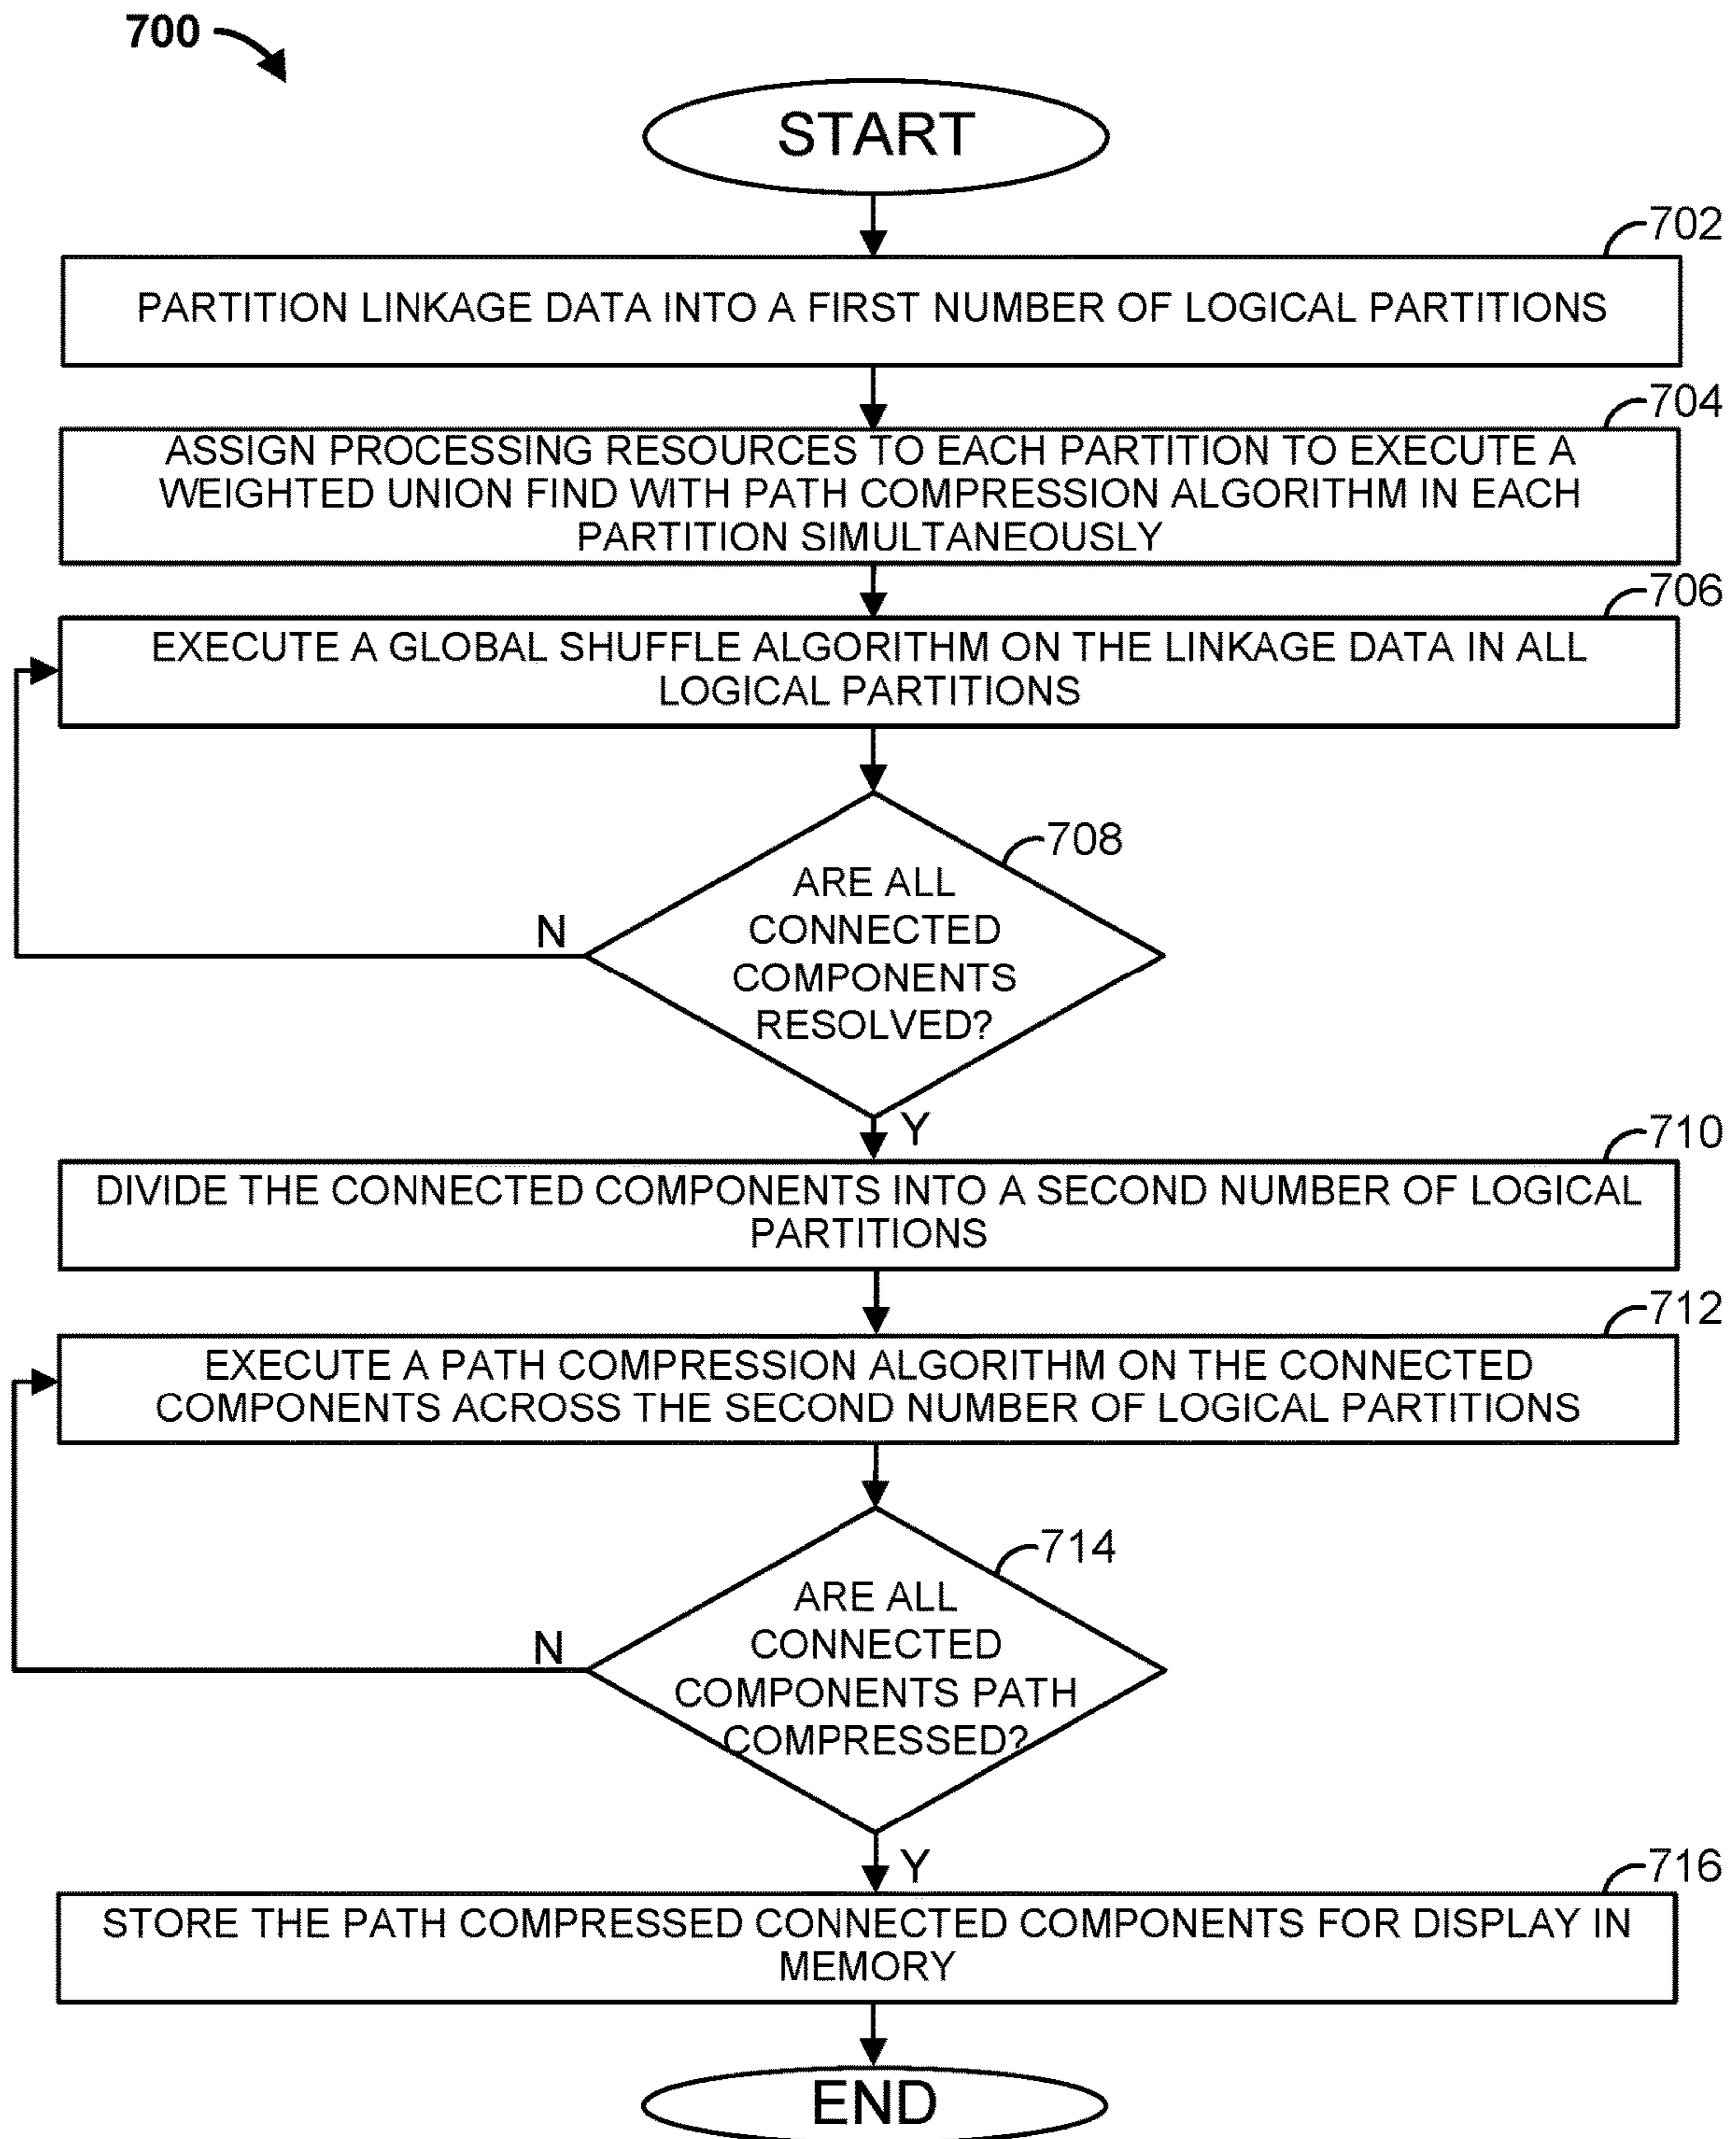 700
START
702
PARTITION LINKAGE DATA INTO A FIRST NUMBER OF LOGICAL PARTITIONS
704
ASSIGN PROCESSING RESOURCES TO EACH PARTITION TO EXECUTE A
WEIGHTED UNION FIND WITH PATH COMPRESSION ALGORITHM IN EACH
PARTITION SIMULTANEOUSLY
706
EXECUTE A GLOBAL SHUFFLE ALGORITHM ON THE LINKAGE DATA IN ALL
LOGICAL PARTITIONS
708
ARE ALL
CONNECTED
COMPONENTS
RESOLVED?
N
Y
710
DIVIDE THE CONNECTED COMPONENTS INTO A SECOND NUMBER OF LOGICAL
PARTITIONS
712
EXECUTE A PATH COMPRESSION ALGORITHM ON THE CONNECTED
COMPONENTS ACROSS THE SECOND NUMBER OF LOGICAL PARTITIONS
714
ARE ALL
CONNECTED
COMPONENTS PATH
COMPRESSED?
N
Y
716
STORE THE PATH COMPRESSED CONNECTED COMPONENTS FOR DISPLAY IN
MEMORY
END